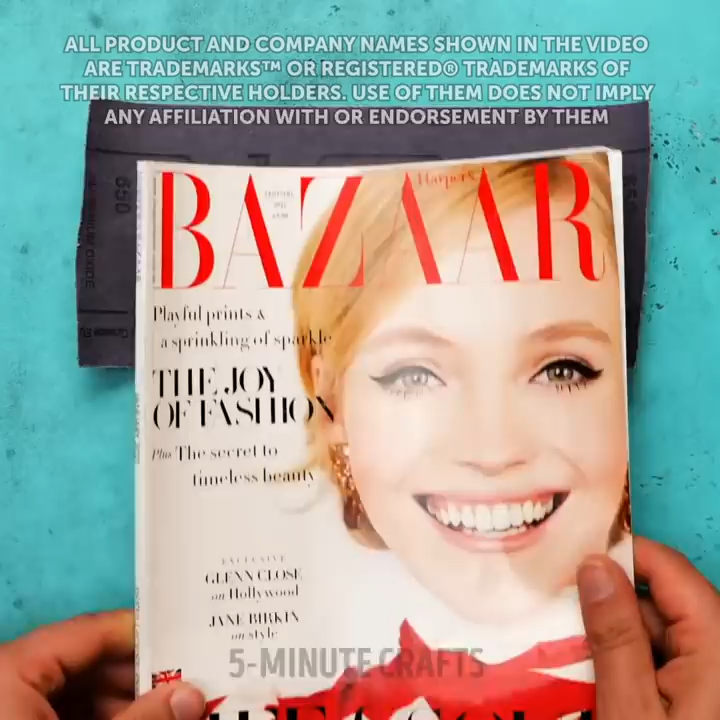 ALL PRODUCT AND COMPANY NAMES SHOWN IN THE VIDEO
ARE TRADEMARKS™ OR REGISTERED® TRADEMARKS OF
THEIR RESPECTIVE HOLDERS. USE OF THEM DOES NOT IMPLY
ANY AFFILIATION WITH OR ENDORSEMENT BY THEM
Harper's
BAZAAR
Playful prints &
a sprinkling of sparkle
THE JOY
OF FASHION
Plus The secret to
timeless beauty
EXCLUSIVE
GLENN CLOSE
on Hollywood
JANE BIRKIN
on style
5-MINUTE CRAFTS